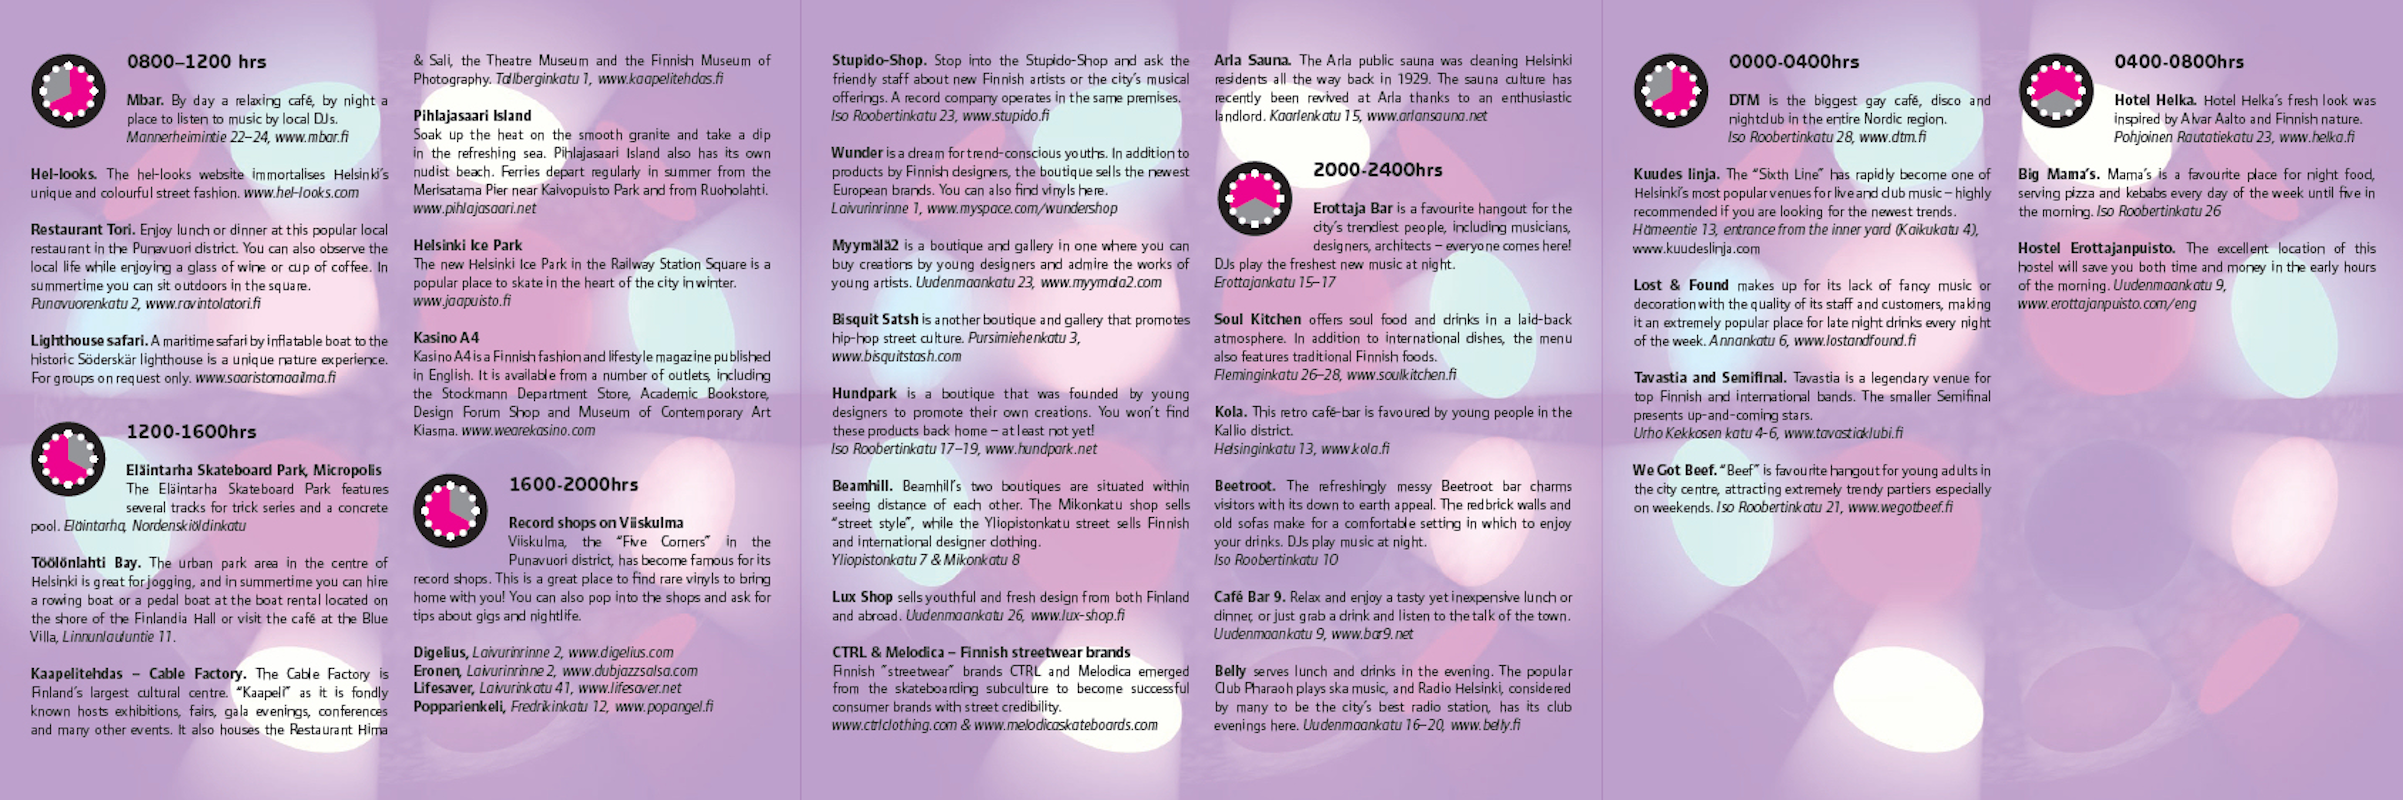 0800–1200 hrs
Mbar. By day a relaxing café, by night a
place to listen to music by local DJs.
Mannerheimintie 22–24, www.mbar.fi
Hel-looks. The hel-looks website immortalises Helsinki's
unique and colourful street fashion. www.hel-looks.com
Restaurant Tori. Enjoy lunch or dinner at this popular local
restaurant in the Punavuori district. You can also observe the
local life while enjoying a glass of wine or cup of coffee. In
summertime you can sit outdoors in the square.
Punavuorenkatu 2, www.ravintolatori.fi
Lighthouse safari. A maritime safari by inflatable boat to the
historic Söderskär lighthouse is a unique nature experience.
For groups on request only. www.saaristomaailma.fi
1200-1600hrs
Eläintarha Skateboard Park, Micropolis
The Eläintarha Skateboard Park features
several tracks for trick series and a concrete
pool. Eläintarha, Nordenskiöldinkatu
Töölönlahti Bay. The urban park area in the centre of
Helsinki is great for jogging, and in summertime you can hire
a rowing boat or a pedal boat at the boat rental located on
the shore of the Finlandia Hall or visit the café at the Blue
Villa, Linnunlauluntie 11.
Kaapelitehdas – Cable Factory. The Cable Factory is
Finland's largest cultural centre. "Kaapeli" as it is fondly
known hosts exhibitions, fairs, gala evenings, conferences
and many other events. It also houses the Restaurant Hima
& Sali, the Theatre Museum and the Finnish Museum of
Photography. Tallberginkatu 1, www.kaapelitehdas.fi
Pihlajasaari Island
Soak up the heat on the smooth granite and take a dip
in the refreshing sea. Pihlajasaari Island also has its own
nudist beach. Ferries depart regularly in summer from the
Merisatama Pier near Kaivopuisto Park and from Ruoholahti.
www.pihlajasaari.net
Helsinki Ice Park
The new Helsinki Ice Park in the Railway Station Square is a
popular place to skate in the heart of the city in winter.
www.jaapuisto.fi
Kasino A4
Kasino A4 is a Finnish fashion and lifestyle magazine published
in English. It is available from a number of outlets, including
the Stockmann Department Store, Academic Bookstore,
Design Forum Shop and Museum of Contemporary Art
Kiasma. www.wearekasino.com
1600-2000hrs
Record shops on Viiskulma
Viiskulma, the "Five Corners" in the
Punavuori district, has become famous for its
record shops. This is a great place to find rare vinyls to bring
home with you! You can also pop into the shops and ask for
tips about gigs and nightlife.
Digelius, Laivurinrinne 2, www.digelius.com
Eronen, Laivurinrinne 2, www.dubjazzsalsa.com
Lifesaver, Laivurinkatu 41, www.lifesaver.net
Popparienkeli, Fredrikinkatu 12, www.popangel.fi
Stupido-Shop. Stop into the Stupido-Shop and ask the
friendly staff about new Finnish artists or the city's musical
offerings. A record company operates in the same premises.
Iso Roobertinkatu 23, www.stupido.fi
Wunder is a dream for trend-conscious youths. In addition to
products by Finnish designers, the boutique sells the newest
European brands. You can also find vinyls here.
Laivurinrinne 1, www.myspace.com/wundershop
Myymälä2 is a boutique and gallery in one where you can
buy creations by young designers and admire the works of
young artists. Uudenmaankatu 23, www.myymala2.com
Bisquit Satsh is another boutique and gallery that promotes
hip-hop street culture. Pursimiehenkatu 3,
www.bisquitstash.com
Hundpark is a boutique that was founded by young
designers to promote their own creations. You won't find
these products back home – at least not yet!
Iso Roobertinkatu 17–19, www.hundpark.net
Beamhill. Beamhill's two boutiques are situated within
seeing distance of each other. The Mikonkatu shop sells
"street style", while the Yliopistonkatu street sells Finnish
and international designer clothing.
Yliopistonkatu 7 & Mikonkatu 8
Lux Shop sells youthful and fresh design from both Finland
and abroad. Uudenmaankatu 26, www.lux-shop.fi
CTRL & Melodica – Finnish streetwear brands
Finnish "streetwear" brands CTRL and Melodica emerged
from the skateboarding subculture to become successful
consumer brands with street credibility.
www.ctrlclothing.com & www.melodicaskateboards.com
Arla Sauna. The Arla public sauna was cleaning Helsinki
residents all the way back in 1929. The sauna culture has
recently been revived at Arla thanks to an enthusiastic
landlord. Kaarlenkatu 15, www.arlansauna.net
2000-2400hrs
Erottaja Bar is a favourite hangout for the
city's trendiest people, including musicians,
designers, architects – everyone comes here!
DJs play the freshest new music at night.
Erottajankatu 15–17
Soul Kitchen offers soul food and drinks in a laid-back
atmosphere. In addition to international dishes, the menu
also features traditional Finnish foods.
Fleminginkatu 26–28, www.soulkitchen.fi
Kola. This retro café-bar is favoured by young people in the
Kallio district.
Helsinginkatu 13, www.kola.fi
Beetroot. The refreshingly messy Beetroot bar charms
visitors with its down to earth appeal. The redbrick walls and
old sofas make for a comfortable setting in which to enjoy
your drinks. DJs play music at night.
Iso Roobertinkatu 10
Café Bar 9. Relax and enjoy a tasty yet inexpensive lunch or
dinner, or just grab a drink and listen to the talk of the town.
Uudenmaankatu 9, www.bar9.net
Belly serves lunch and drinks in the evening. The popular
Club Pharaoh plays ska music, and Radio Helsinki, considered
by many to be the city's best radio station, has its club
evenings here. Uudenmaankatu 16–20, www.belly.fi
0000-0400hrs
DTM is the biggest gay café, disco and
nightclub in the entire Nordic region.
Iso Roobertinkatu 28, www.dtm.fi
Kuudes linja. The "Sixth Line" has rapidly become one of
Helsinki's most popular venues for live and club music – highly
recommended if you are looking for the newest trends.
Hämeentie 13, entrance from the inner yard (Kaikukatu 4),
www.kuudeslinja.com
Lost & Found makes up for its lack of fancy music or
decoration with the quality of its staff and customers, making
it an extremely popular place for late night drinks every night
of the week. Annankatu 6, www.lostandfound.fi
Tavastia and Semifinal. Tavastia is a legendary venue for
top Finnish and international bands. The smaller Semifinal
presents up-and-coming stars.
Urho Kekkosen katu 4-6, www.tavastiaklubi.fi
We Got Beef. "Beef" is favourite hangout for young adults in
the city centre, attracting extremely trendy partiers especially
on weekends. Iso Roobertinkatu 21, www.wegotbeef.fi
0400-0800hrs
Hotel Helka. Hotel Helka's fresh look was
inspired by Alvar Aalto and Finnish nature.
Pohjoinen Rautatiekatu 23, www.helka.fi
Big Mama's. Mama's is a favourite place for night food,
serving pizza and kebabs every day of the week until five in
the morning. Iso Roobertinkatu 26
Hostel Erottajanpuisto. The excellent location of this
hostel will save you both time and money in the early hours
of the morning. Uudenmaankatu 9,
www.erottajanpuisto.com/eng